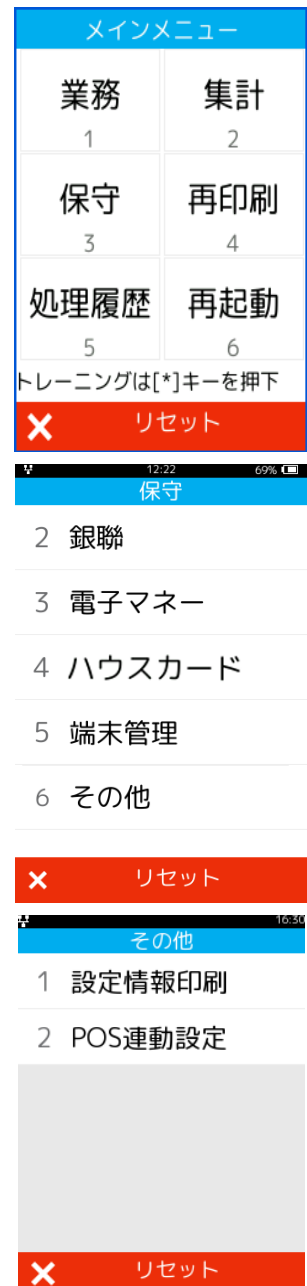 メインメニュー
業務 集計
1 2
保守 再印刷
3 4
処理履歴 再起動
5 6
トレーニングは[*]キーを押下
リセット
12:22 69%
保守
2 銀聯
3 電子マネー
4 ハウスカード
5 端末管理
6 その他
リセット
16:30
その他
1 設定情報印刷
2 POS連動設定
リセット